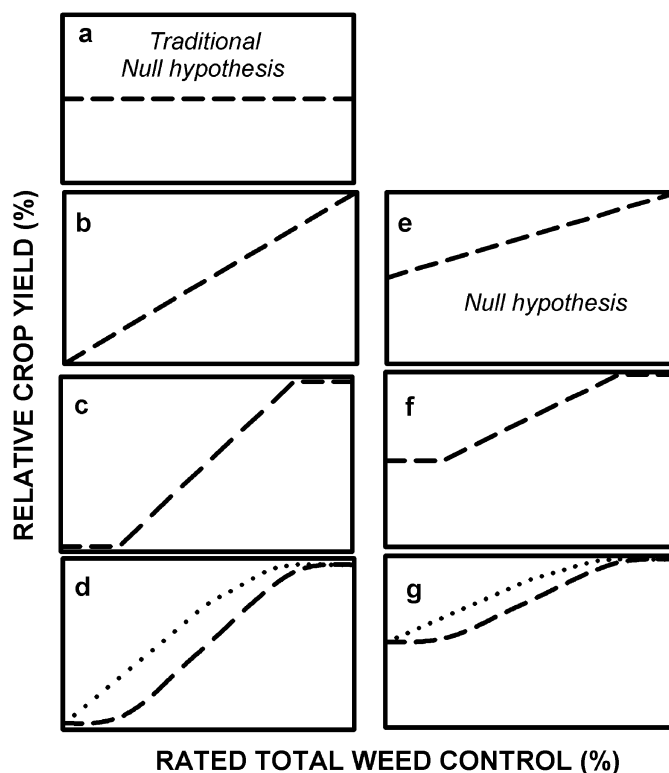 a
Traditional
Null hypothesis
b
e
Null hypothesis
c
f
d
g
RELATIVE CROP YIELD (%)
RATED TOTAL WEED CONTROL (%)